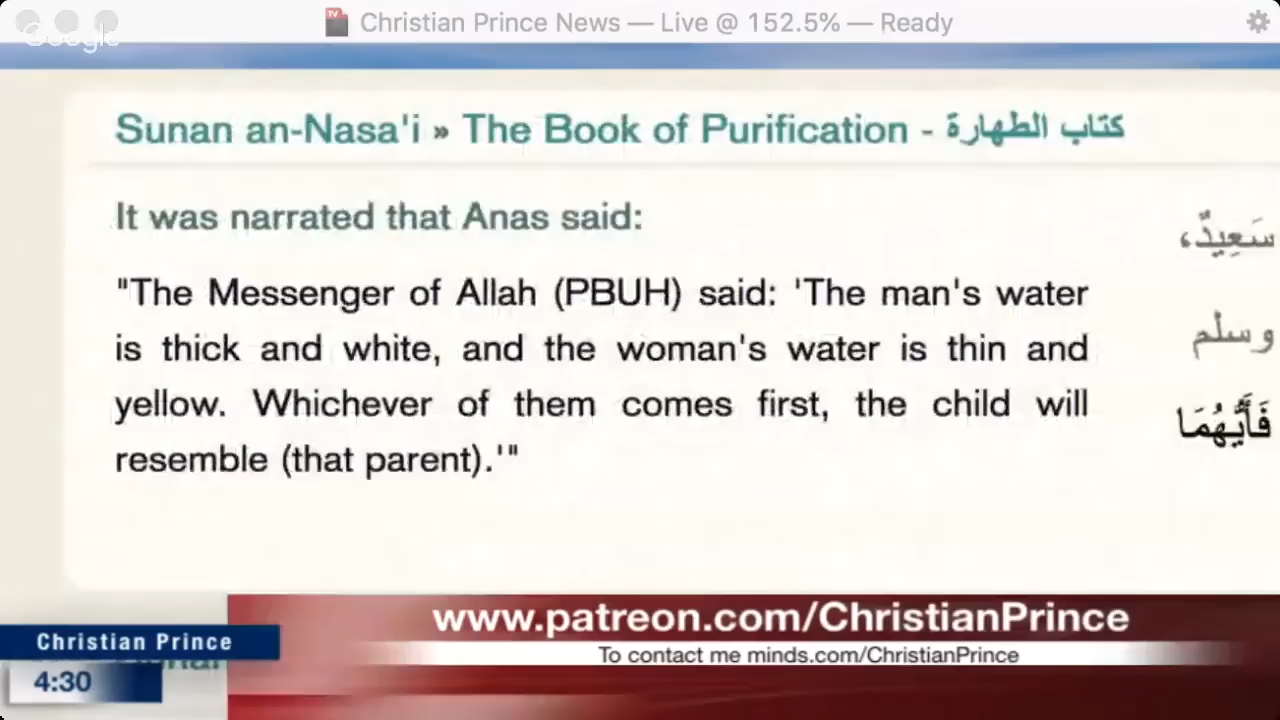 Christian Prince News — Live @ 152.5% — Ready
Google
Sunan an-Nasa'i » The Book of Purification - كتاب الطهارة
It was narrated that Anas said:
سَعِيدٌ،
"The Messenger of Allah (PBUH) said: 'The man's water
is thick and white, and the woman's water is thin and
وسلم
yellow. Whichever of them comes first, the child will
فَأَيُّهُمَا
resemble (that parent).'"
www.patreon.com/ChristianPrince
Christian Prince
To contact me minds.com/ChristianPrince
4:30